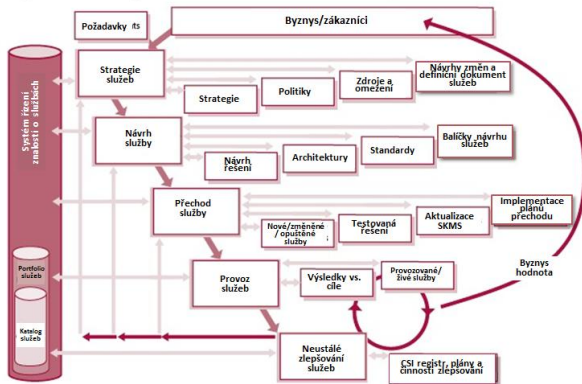 Požadavky
Byznys/zákazníci
Strategie
služeb
Strategie
Politiky
Zdroje a
omezení
Návrhy změn a
definiční dokument
služeb
Systém řízení
znalostí o službách
Návrh
služby
Návrh
řešení
Architektury
Standardy
Balíčky návrhu
služeb
Přechod
služby
Nové/změněné
/opuštěné
služby
Testovaná
řešení
Aktualizace
SKMS
Implementace
plánů
přechodu
Provoz
služeb
Výsledky vs.
cíle
Provozované/
živé služby
Byznys
hodnota
Portfolio
služeb
Katalog
služeb
Neustálé
zlepšování
služeb
CSI registr, plány a
činnosti zlepšování